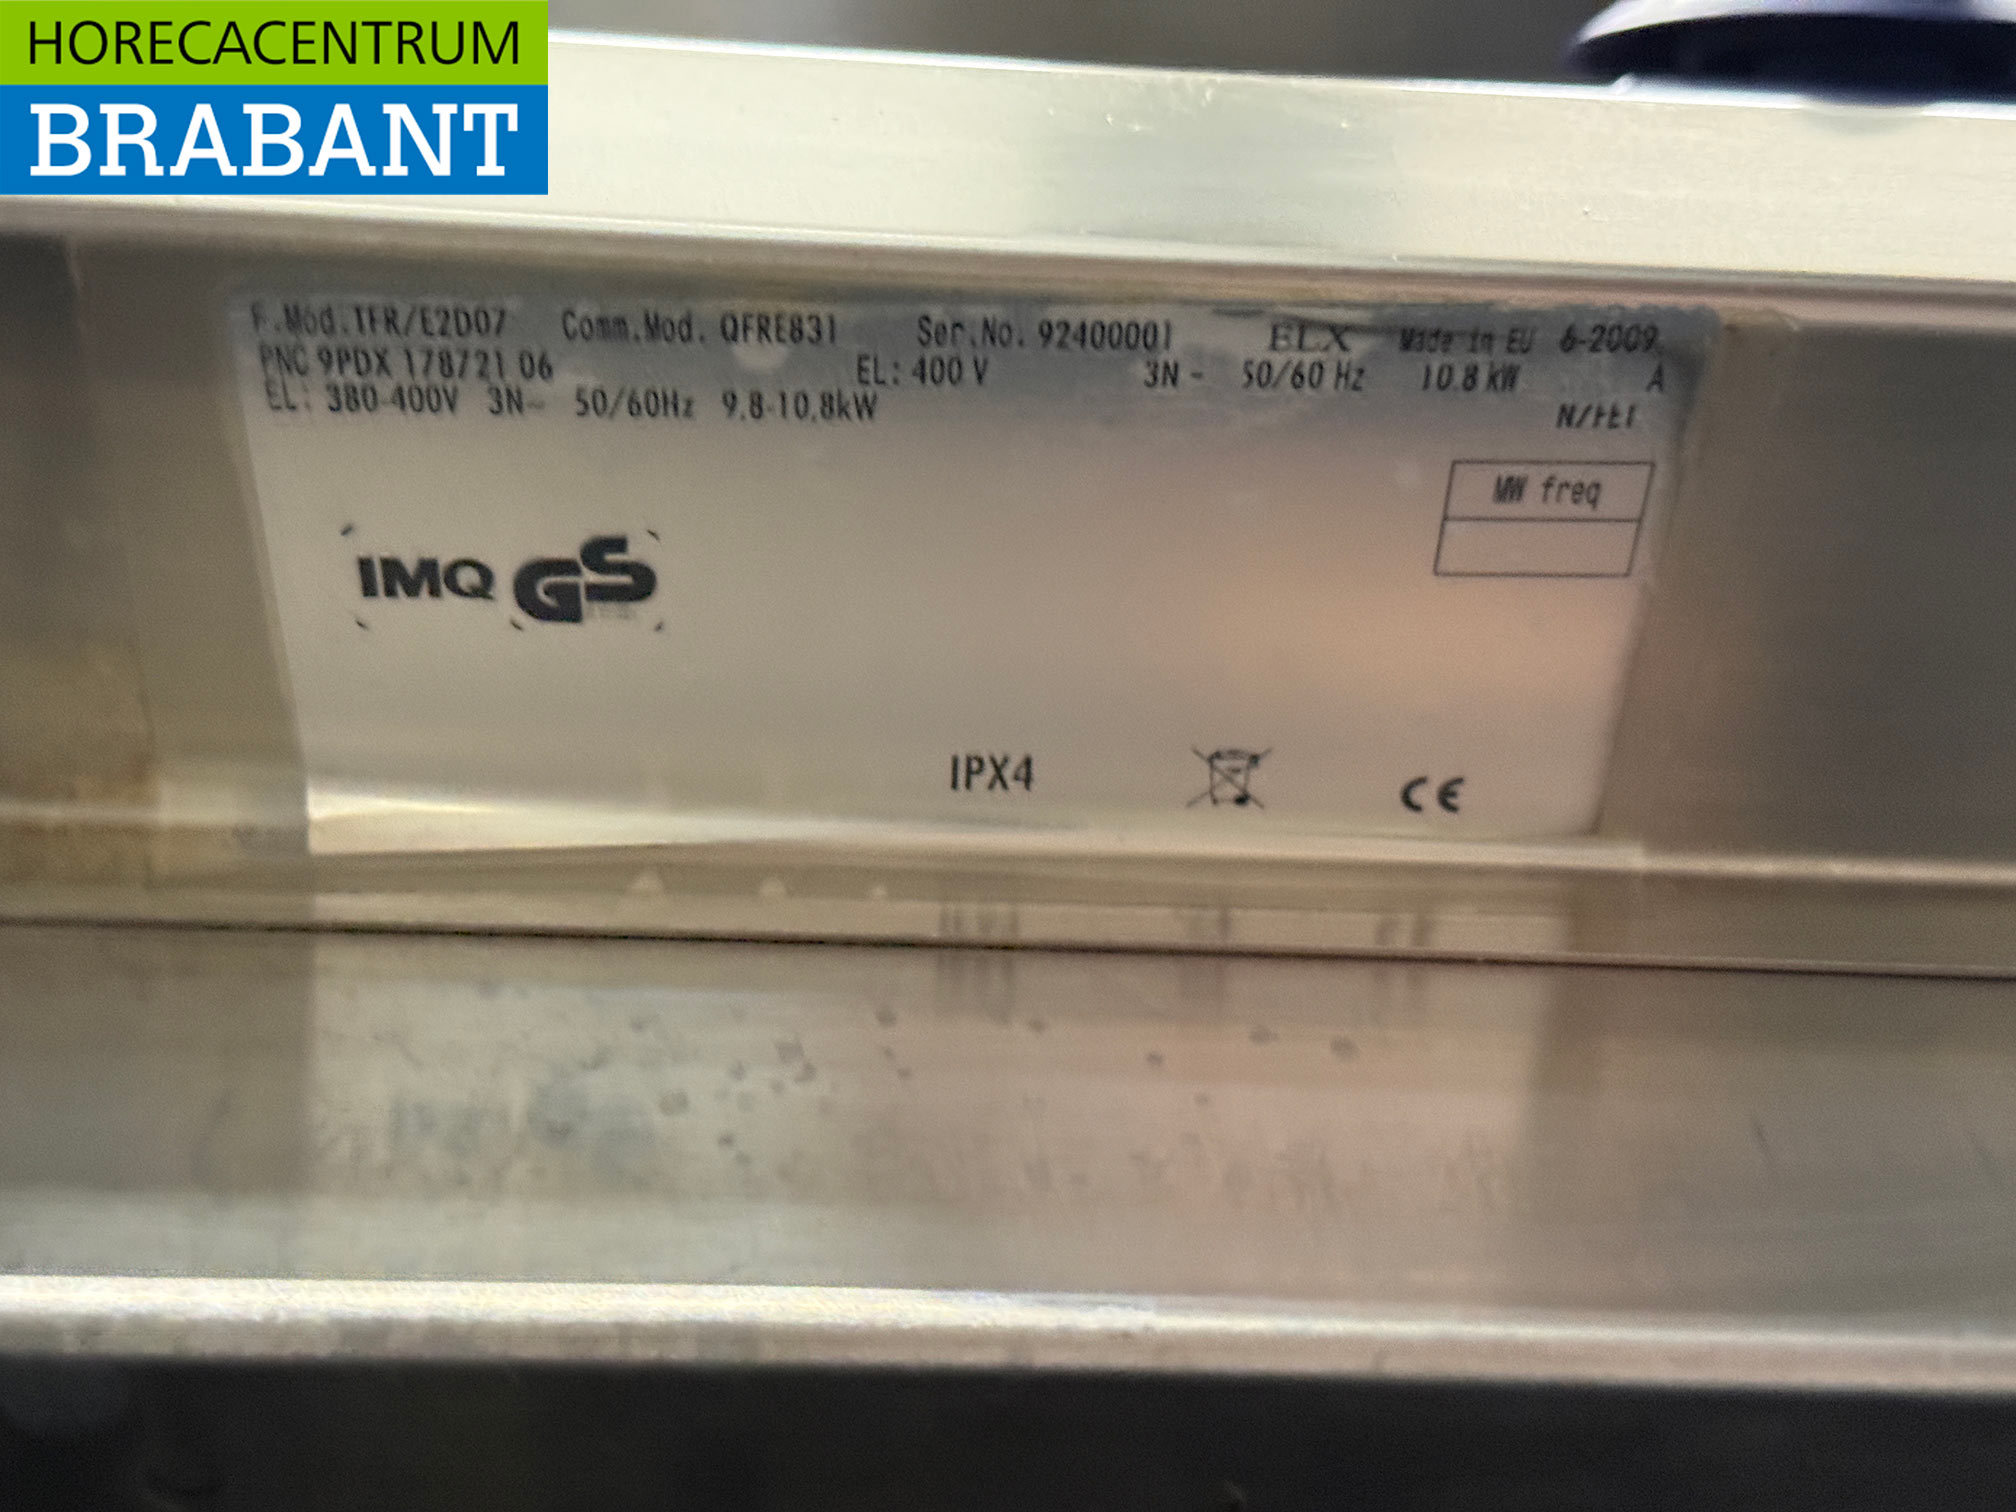 HORECACENTRUM
BRABANT
F.Mod.TFR/E2D07 Comm.Mod. QFRE831 Ser.No. 92400001 ELX Made in EU 6-2009
PNC 9PDX 178721 06 EL: 400 V 3N~ 50/60 Hz 10.8 kW A
EL: 380-400V 3N~ 50/60Hz 9,8-10,8kW
MW freq
IMQ GS
IPX4 CE